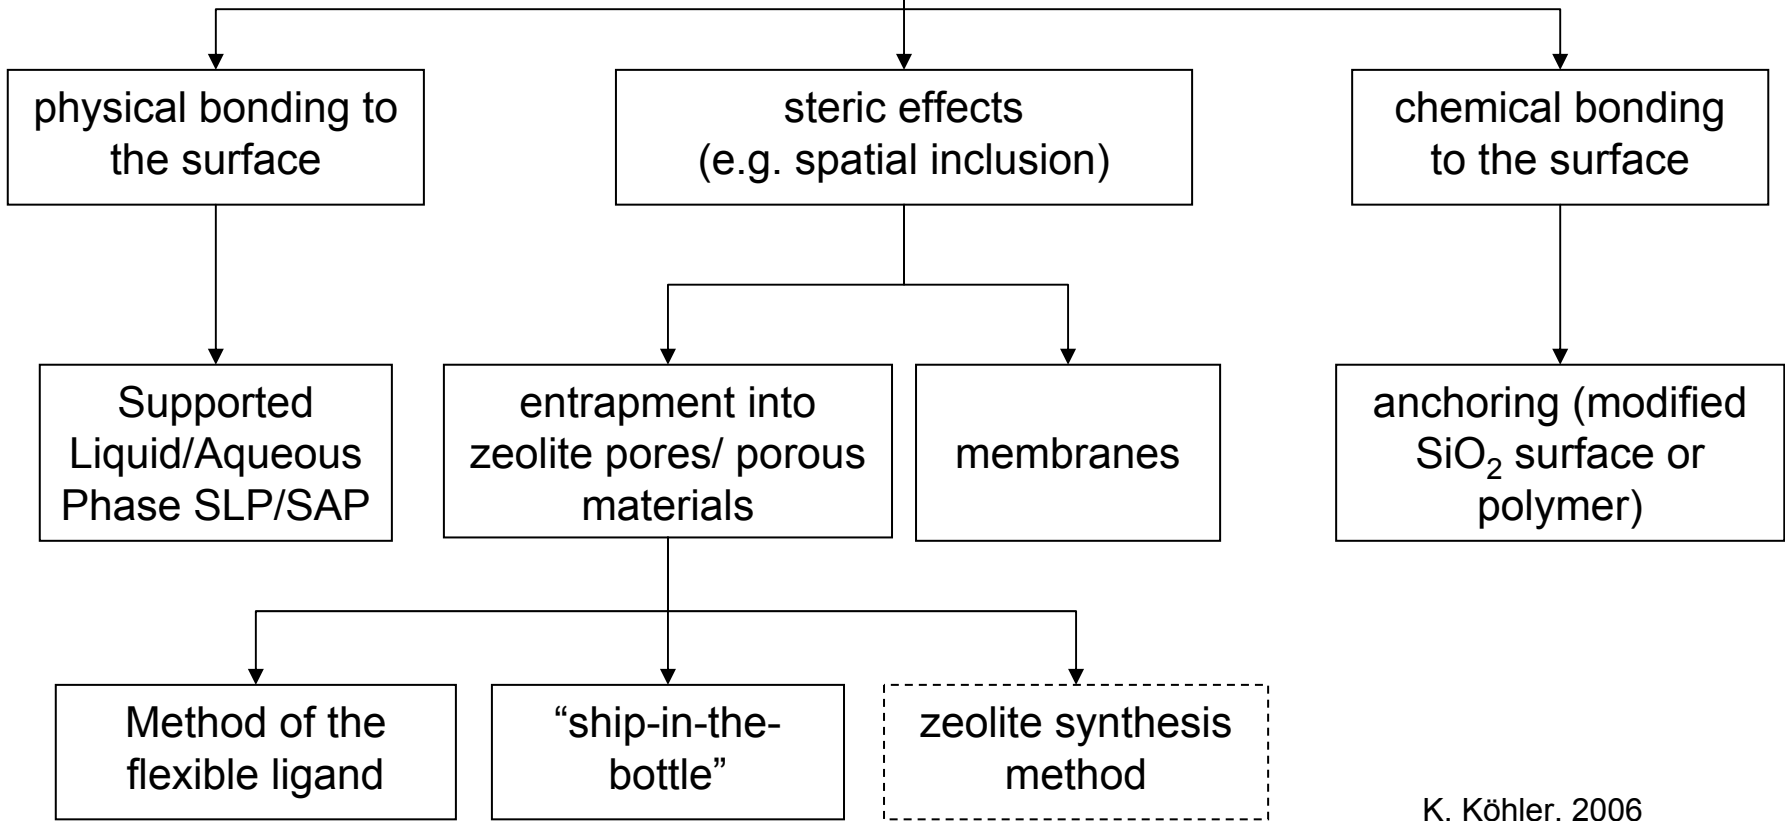 physical bonding to
the surface
steric effects
(e.g. spatial inclusion)
chemical bonding
to the surface
Supported
Liquid/Aqueous
Phase SLP/SAP
entrapment into
zeolite pores/ porous
materials
membranes
anchoring (modified
SiO₂ surface or
polymer)
Method of the
flexible ligand
“ship-in-the-
bottle”
zeolite synthesis
method
K. Köhler, 2006